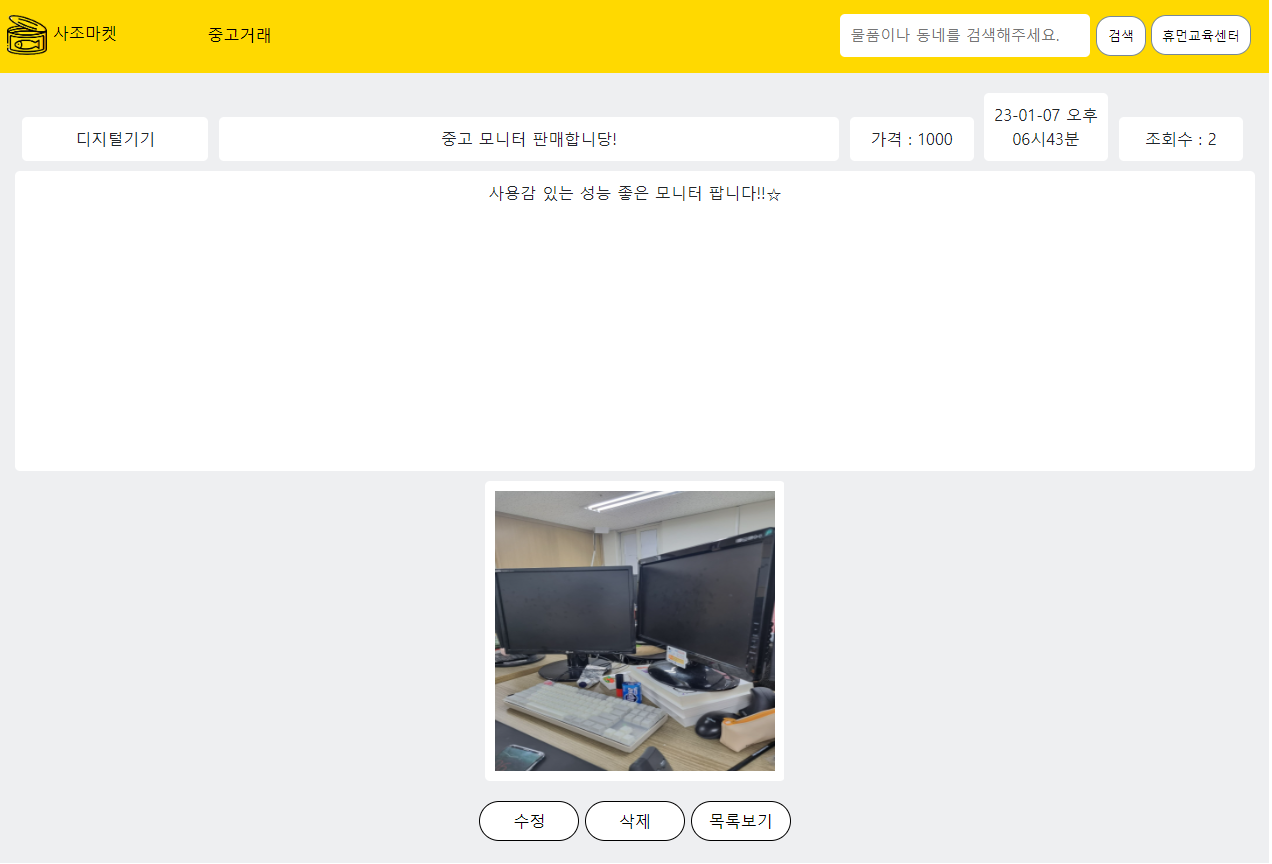 사조마켓
중고거래
물품이나 동네를 검색해주세요.
검색
휴먼교육센터
디지털기기
중고 모니터 판매합니당!
가격 : 1000
23-01-07 오후
06시43분
조회수 : 2
사용감 있는 성능 좋은 모니터 팝니다!!☆
수정
삭제
목록보기